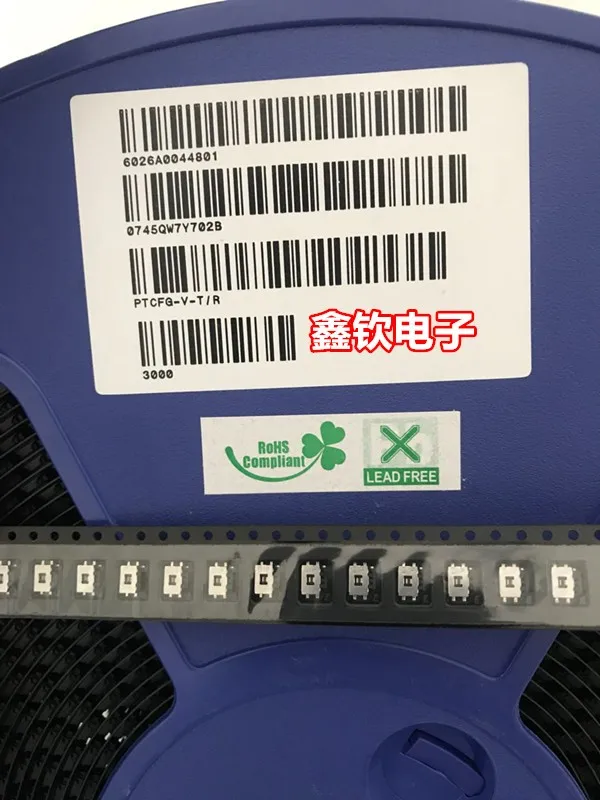 6026A0044801
0745QW7Y702B
PTCFG-V-T/R
3000
鑫钦电子
RoHS
Compliant
LEAD FREE